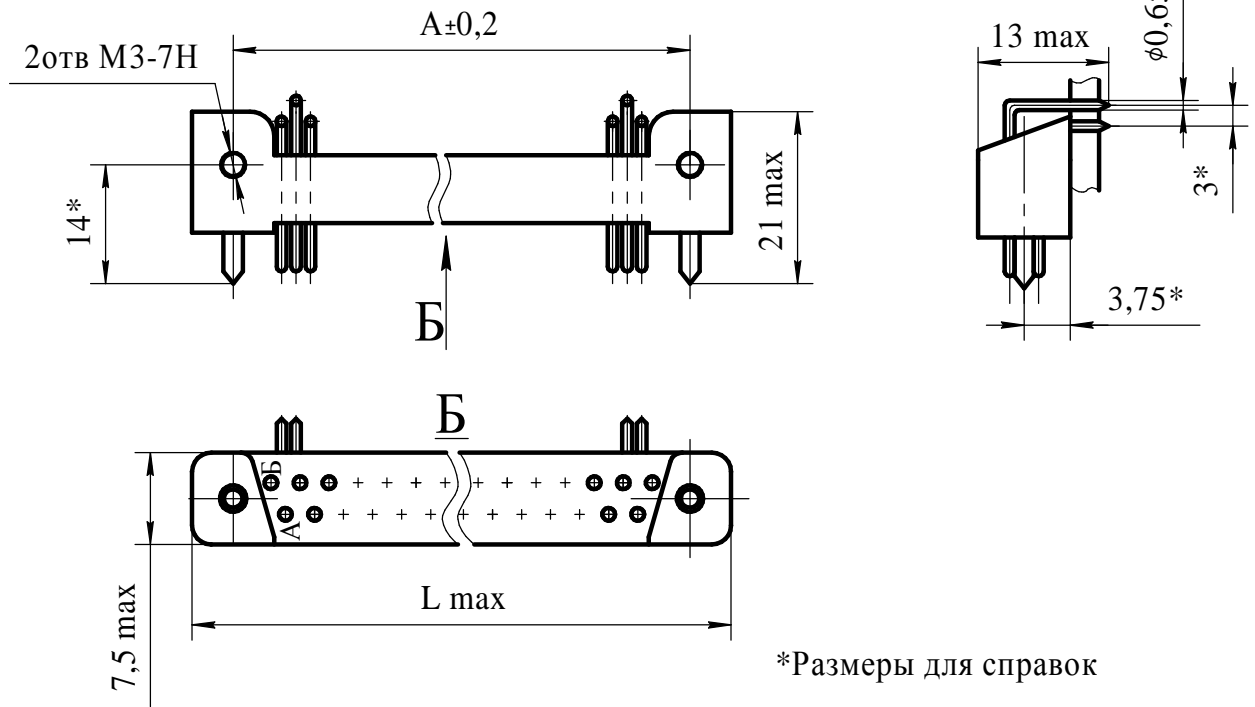 А±0,2
2отв М3-7Н
13 max
14*
21 max
3*
Б
3,75*
Б
Б
А
7,5 max
L max
*Размеры для справок